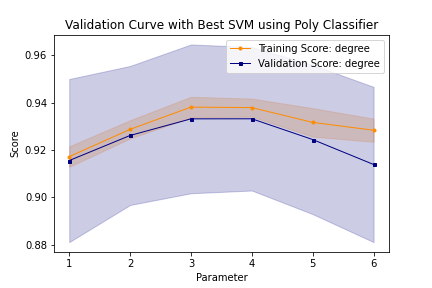 Validation Curve with Best SVM using Poly Classifier
Training Score: degree
Validation Score: degree
0.96
0.94
0.92
0.90
0.88
Score
1 2 3 4 5 6
Parameter